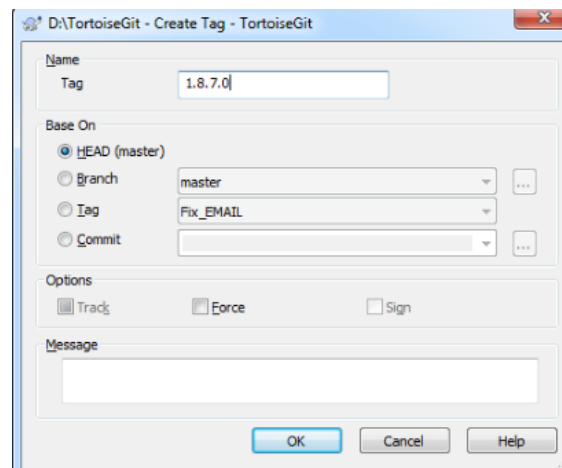 D:\TortoiseGit - Create Tag - TortoiseGit
Name
Tag 1.8.7.0
Base On
HEAD (master)
Branch master ...
Tag Fix_EMAIL
Commit ...
Options
Track Force Sign
Message
OK Cancel Help